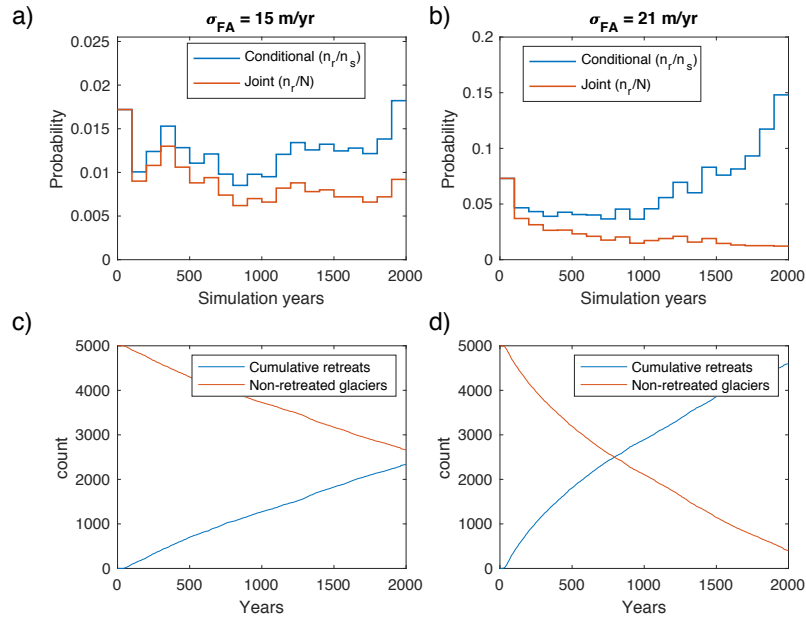 a)
σFA = 15 m/yr
0.025
0.02
0.015
0.01
0.005
0
Probability
Conditional (nr/ns)
Joint (nr/N)
0 500 1000 1500 2000
Simulation years
b)
σFA = 21 m/yr
0.2
0.15
0.1
0.05
0
Probability
Conditional (nr/ns)
Joint (nr/N)
0 500 1000 1500 2000
Simulation years
c)
5000
4000
3000
2000
1000
0
count
Cumulative retreats
Non-retreated glaciers
0 500 1000 1500 2000
Years
d)
5000
4000
3000
2000
1000
0
count
Cumulative retreats
Non-retreated glaciers
0 500 1000 1500 2000
Years